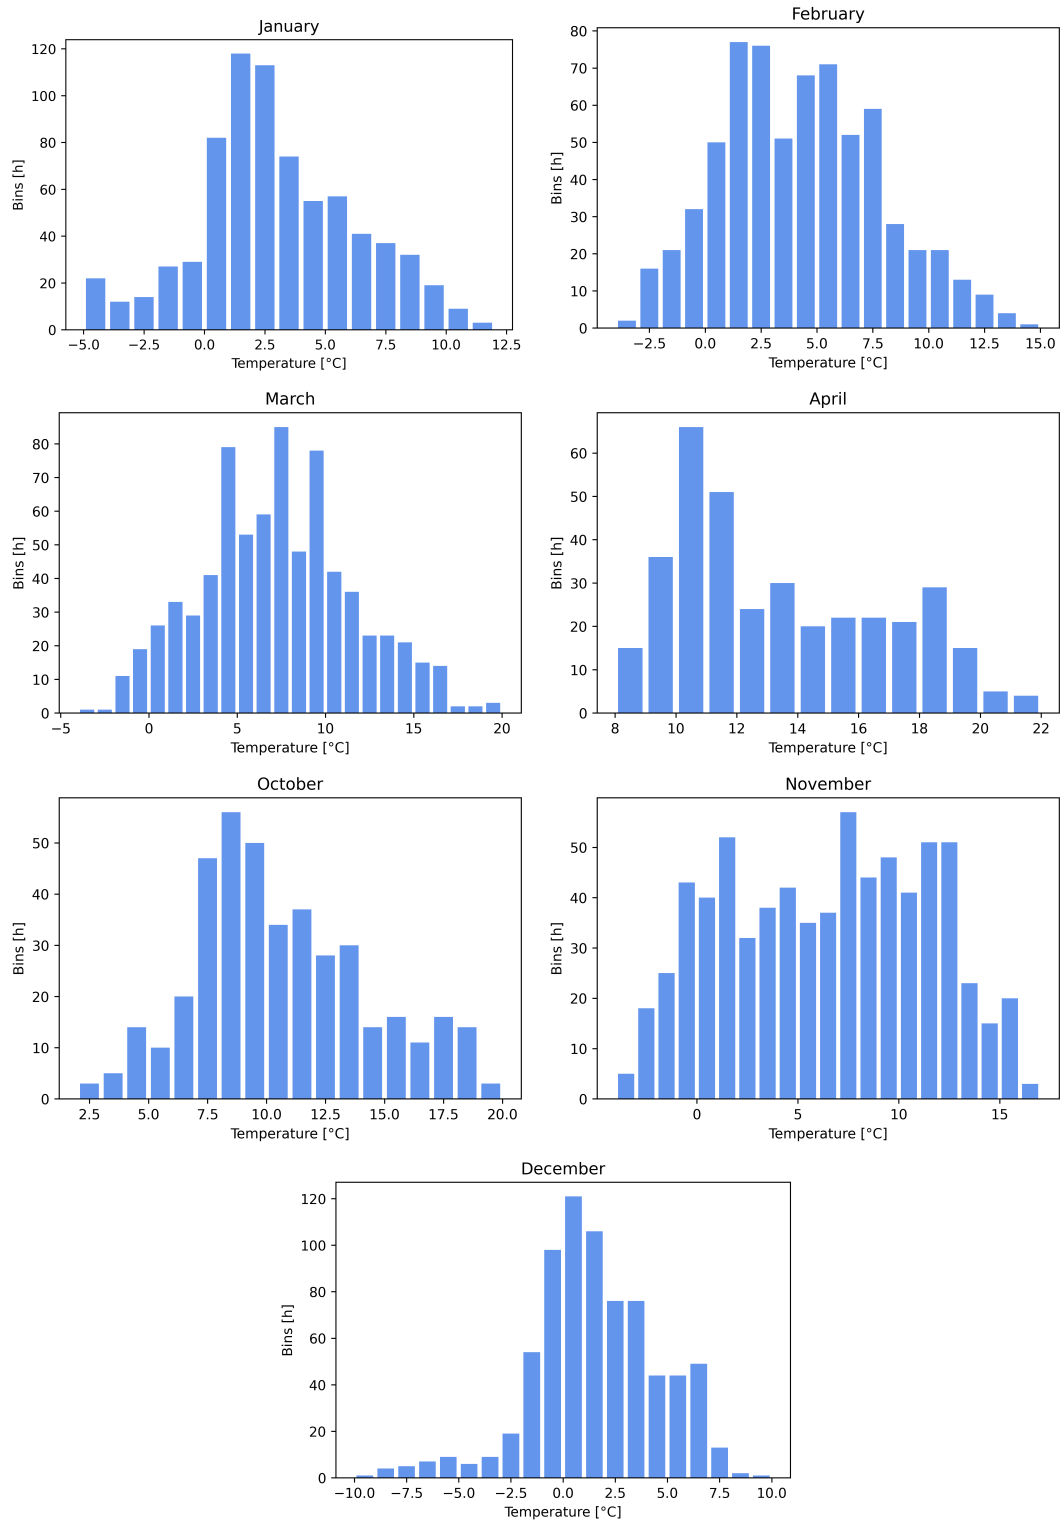 January
120
100
80
60
40
20
0
Bins [h]
−5.0 −2.5 0.0 2.5 5.0 7.5 10.0 12.5
Temperature [°C]
February
80
70
60
50
40
30
20
10
0
Bins [h]
−2.5 0.0 2.5 5.0 7.5 10.0 12.5 15.0
Temperature [°C]
March
80
70
60
50
40
30
20
10
0
Bins [h]
−5 0 5 10 15 20
Temperature [°C]
April
60
50
40
30
20
10
0
Bins [h]
8 10 12 14 16 18 20 22
Temperature [°C]
October
50
40
30
20
10
0
Bins [h]
2.5 5.0 7.5 10.0 12.5 15.0 17.5 20.0
Temperature [°C]
November
50
40
30
20
10
0
Bins [h]
0 5 10 15
Temperature [°C]
December
120
100
80
60
40
20
0
Bins [h]
−10.0 −7.5 −5.0 −2.5 0.0 2.5 5.0 7.5 10.0
Temperature [°C]